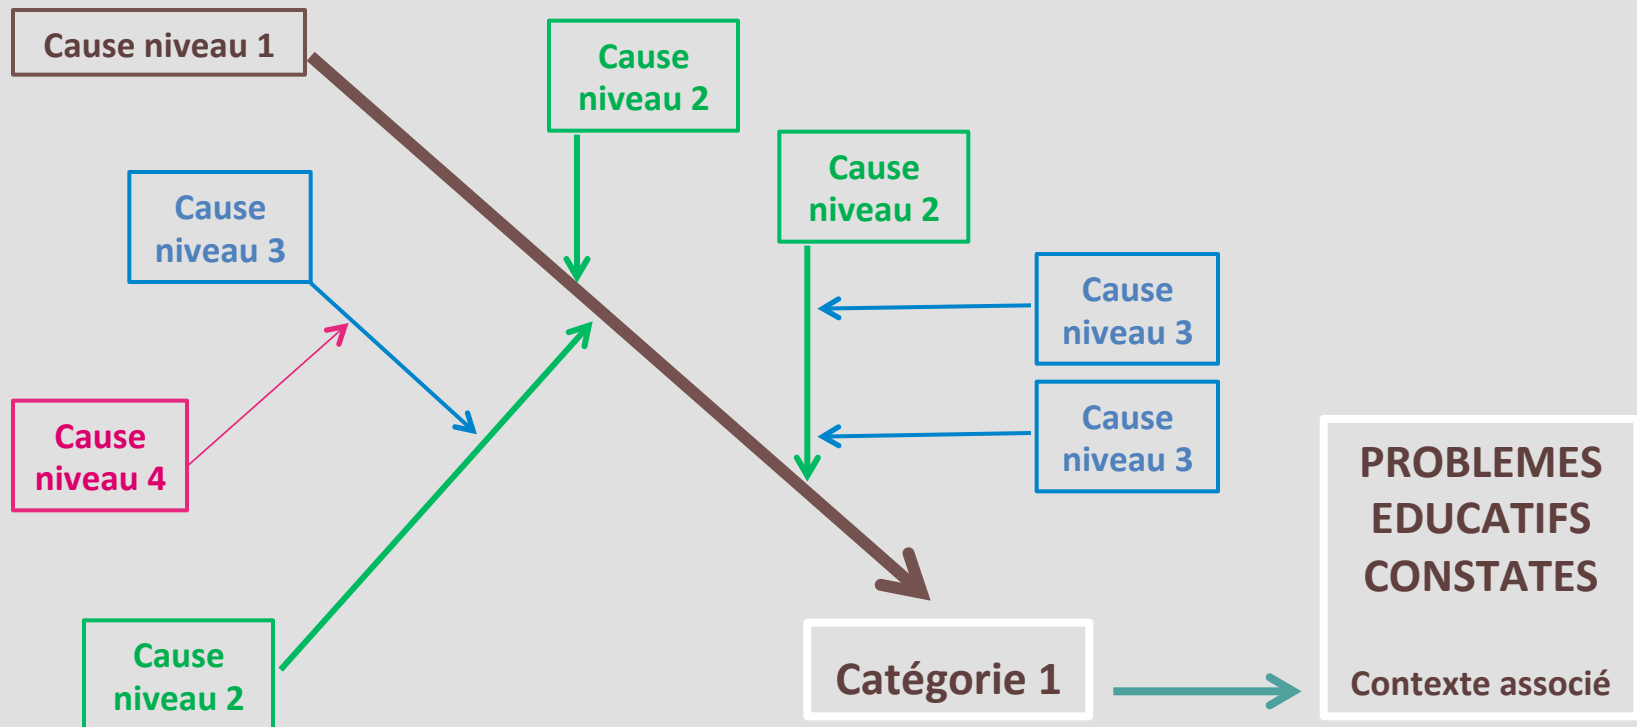 Cause niveau 1
Cause
niveau 2
Cause
niveau 2
Cause
niveau 3
Cause
niveau 3
Cause
niveau 3
Cause
niveau 4
Cause
niveau 2
Catégorie 1
PROBLEMES
EDUCATIFS
CONSTATES
Contexte associé